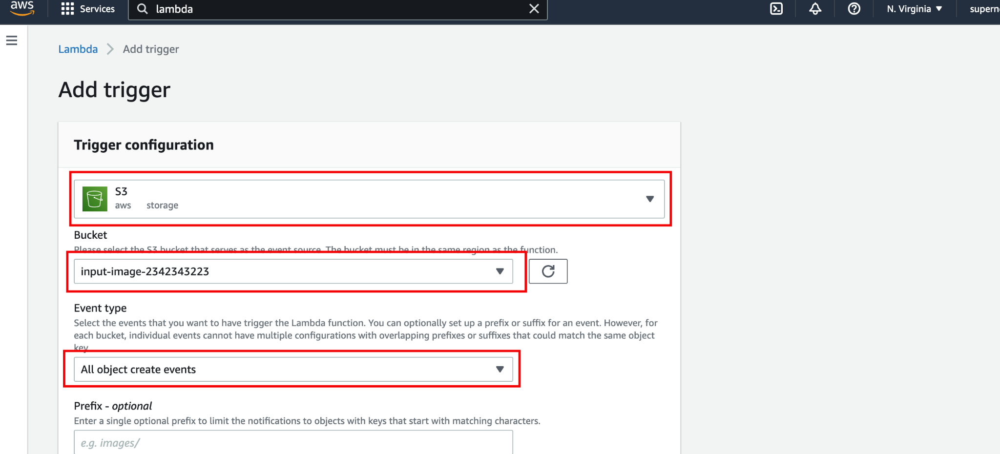 aws Services lambda N. Virginia
Lambda Add trigger
Add trigger
Trigger configuration
S3
aws storage
Bucket
Please select the S3 bucket that serves as the event source. The bucket must be in the same region as the function.
input-image-2342343223
Event type
Select the events that you want to have trigger the Lambda function. You can optionally set up a prefix or suffix for an event. However, for
each bucket, individual events cannot have multiple configurations with overlapping prefixes or suffixes that could match the same object
key
All object create events
Prefix - optional
Enter a single optional prefix to limit the notifications to objects with keys that start with matching characters.
e.g. images/